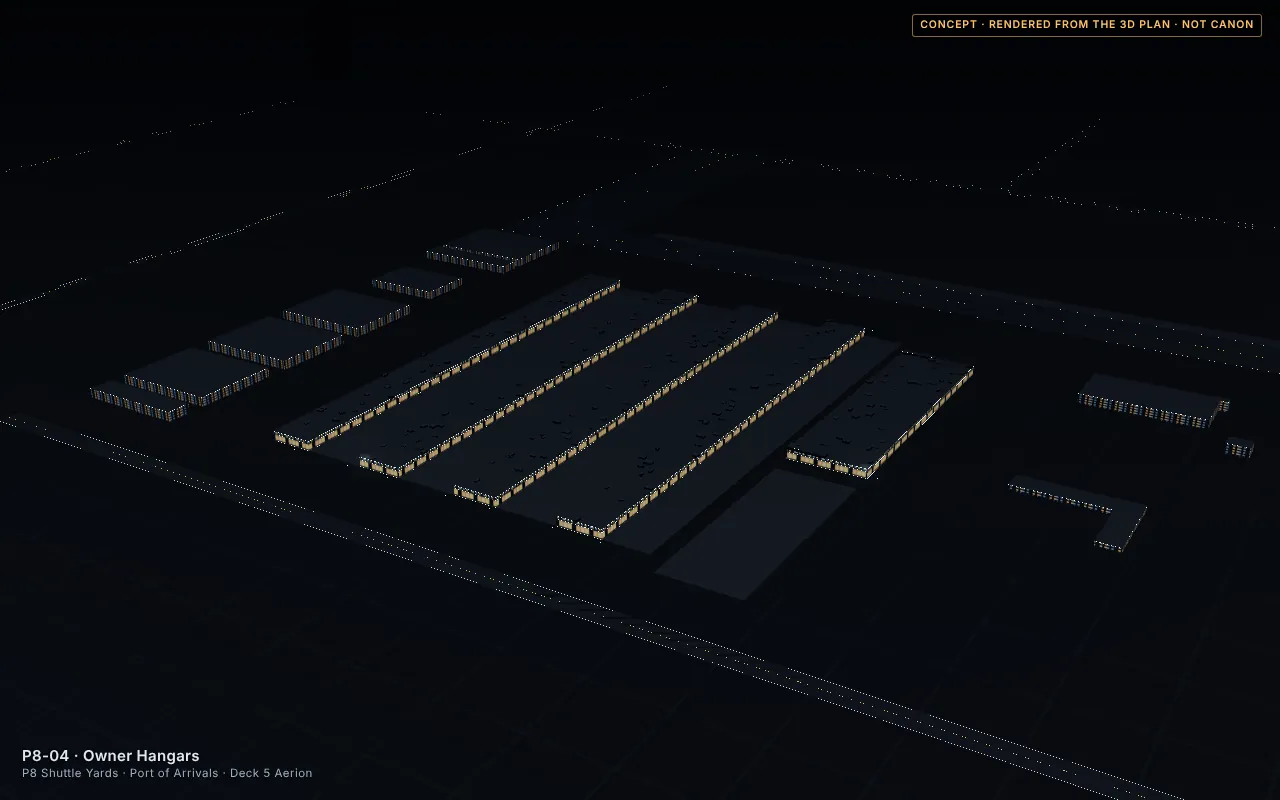 CONCEPT · RENDERED FROM THE 3D PLAN · NOT CANON
P8-04 · Owner Hangars
P8 Shuttle Yards · Port of Arrivals · Deck 5 Aerion